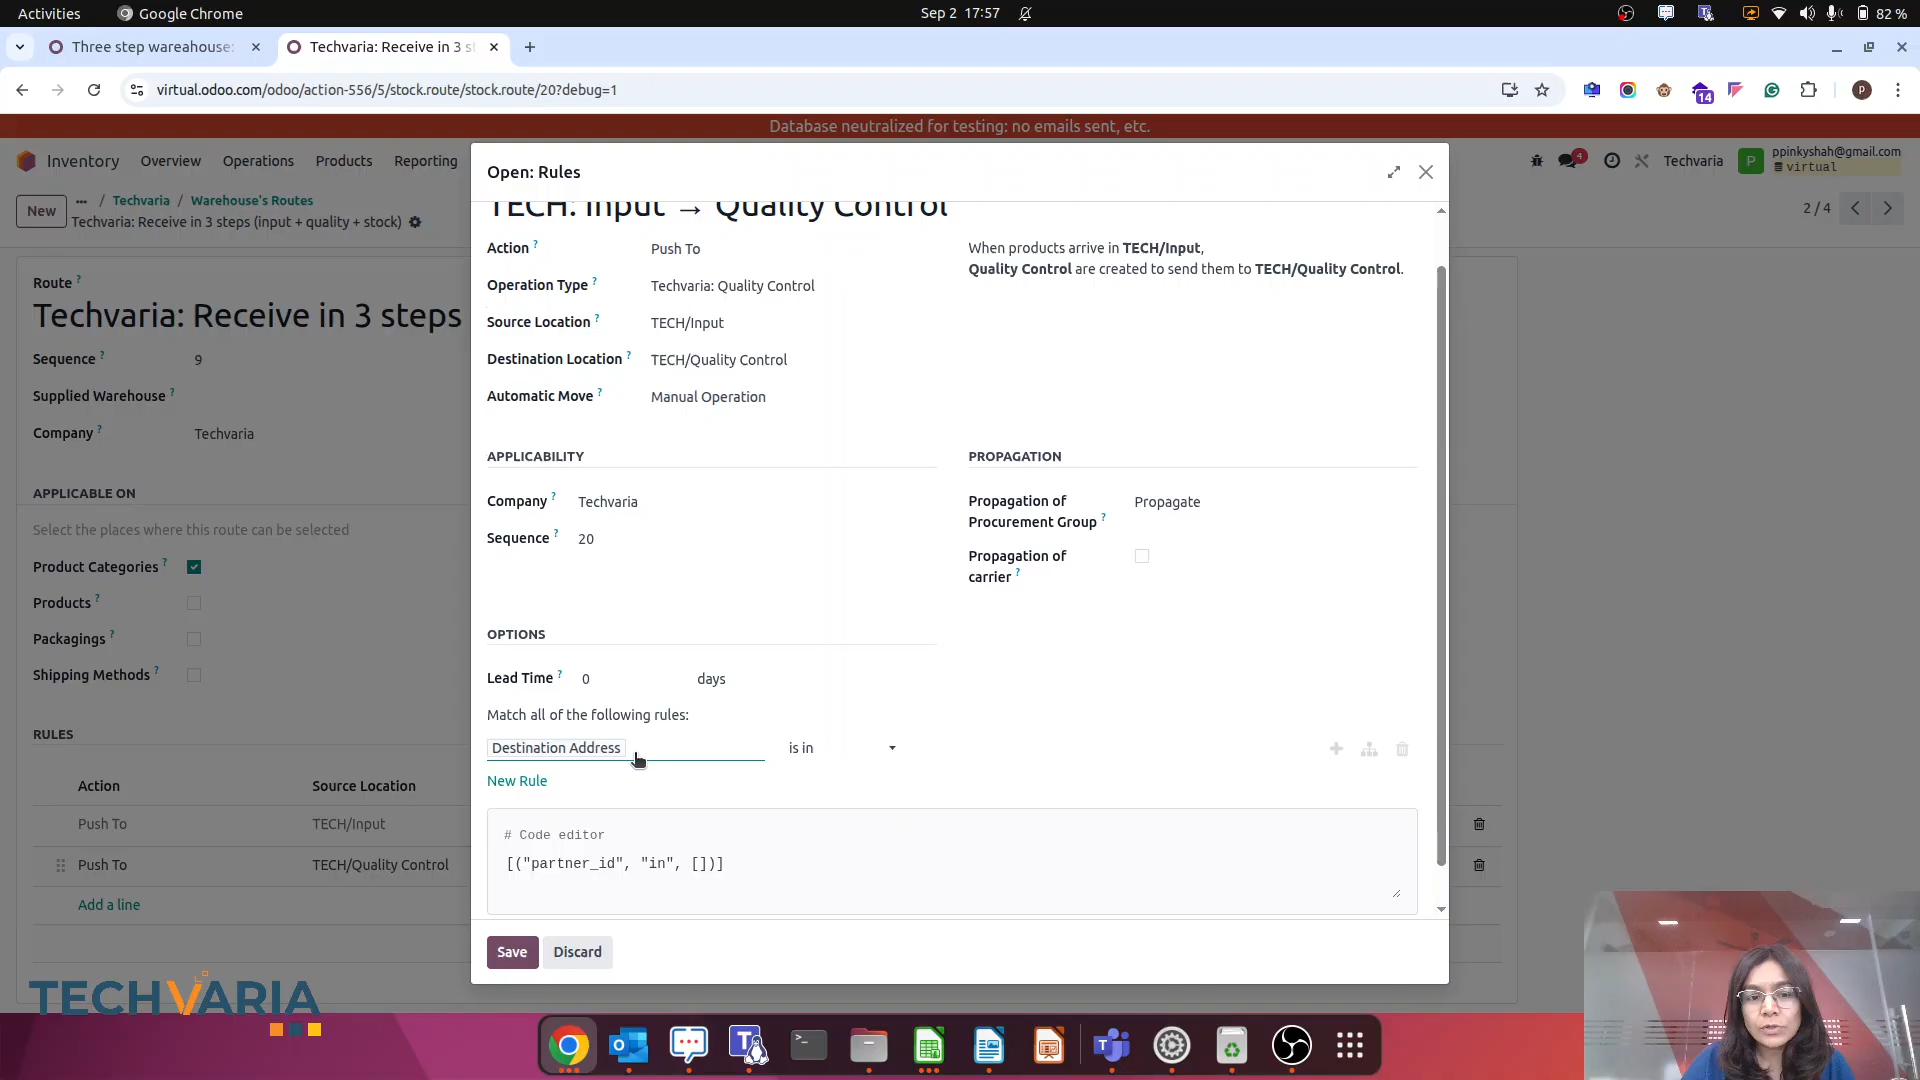 Activities
Google Chrome
Sep 2 17:57
82 %
Three step wareahouse:
Techvaria: Receive in 3 s
virtual.odoo.com/odoo/action-556/5/stock.route/stock.route/20?debug=1
14
P
Database neutralized for testing: no emails sent, etc.
Inventory
Overview
Operations
Products
Reporting
4
Techvaria
P
ppinkyshah@gmail.com
virtual
New
... / Techvaria / Warehouse's Routes
Techvaria: Receive in 3 steps (input + quality + stock)
2 / 4
Open: Rules
TECH: Input → Quality Control
Action ?
Push To
When products arrive in TECH/Input,
Quality Control are created to send them to TECH/Quality Control.
Operation Type ?
Techvaria: Quality Control
Source Location ?
TECH/Input
Destination Location ?
TECH/Quality Control
Automatic Move ?
Manual Operation
Route ?
Techvaria: Receive in 3 steps
Sequence ?
9
Supplied Warehouse ?
Company ?
Techvaria
APPLICABLE ON
Select the places where this route can be selected
Product Categories ?
Products ?
Packagings ?
Shipping Methods ?
APPLICABILITY
PROPAGATION
Company ?
Techvaria
Sequence ?
20
Propagation of
Procurement Group ?
Propagate
Propagation of
carrier ?
OPTIONS
Lead Time ?
0
days
Match all of the following rules:
Destination Address
is in
New Rule
# Code editor
[("partner_id", "in", [])]
Save
Discard
RULES
Action
Source Location
Push To
TECH/Input
Push To
TECH/Quality Control
Add a line
TECHVARIA